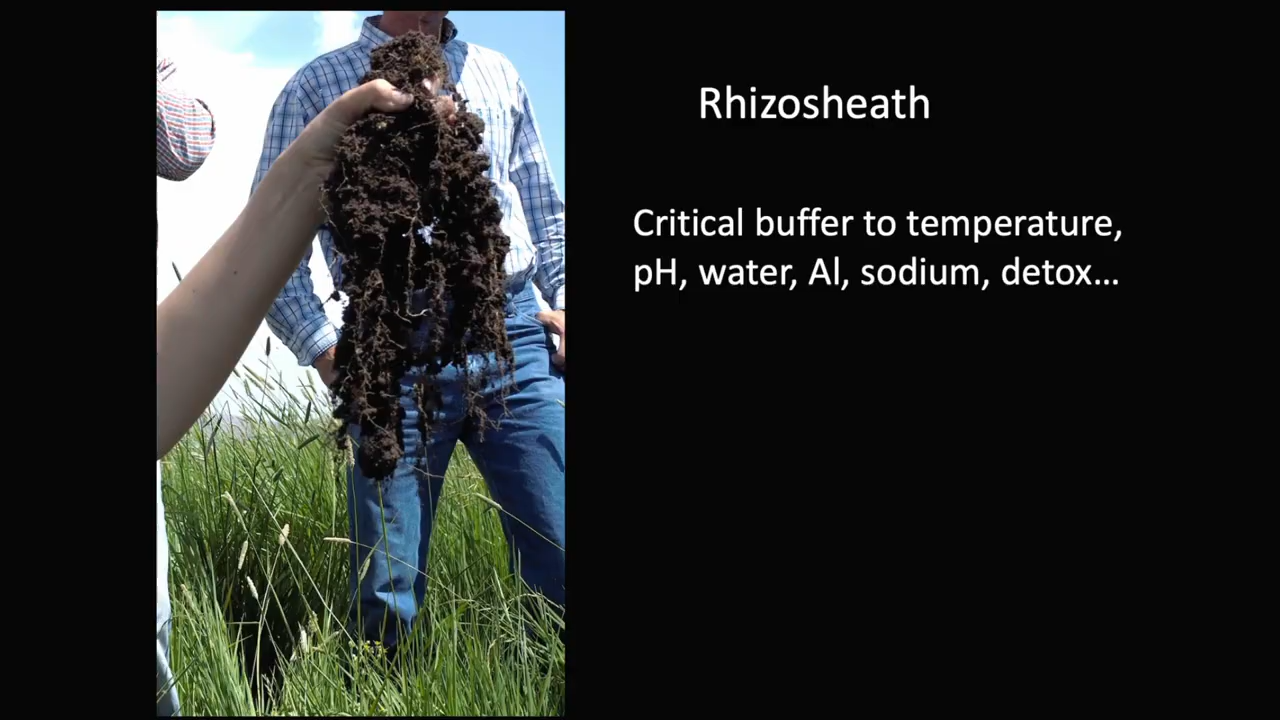 Rhizosheath
Critical buffer to temperature,
pH, water, Al, sodium, detox…